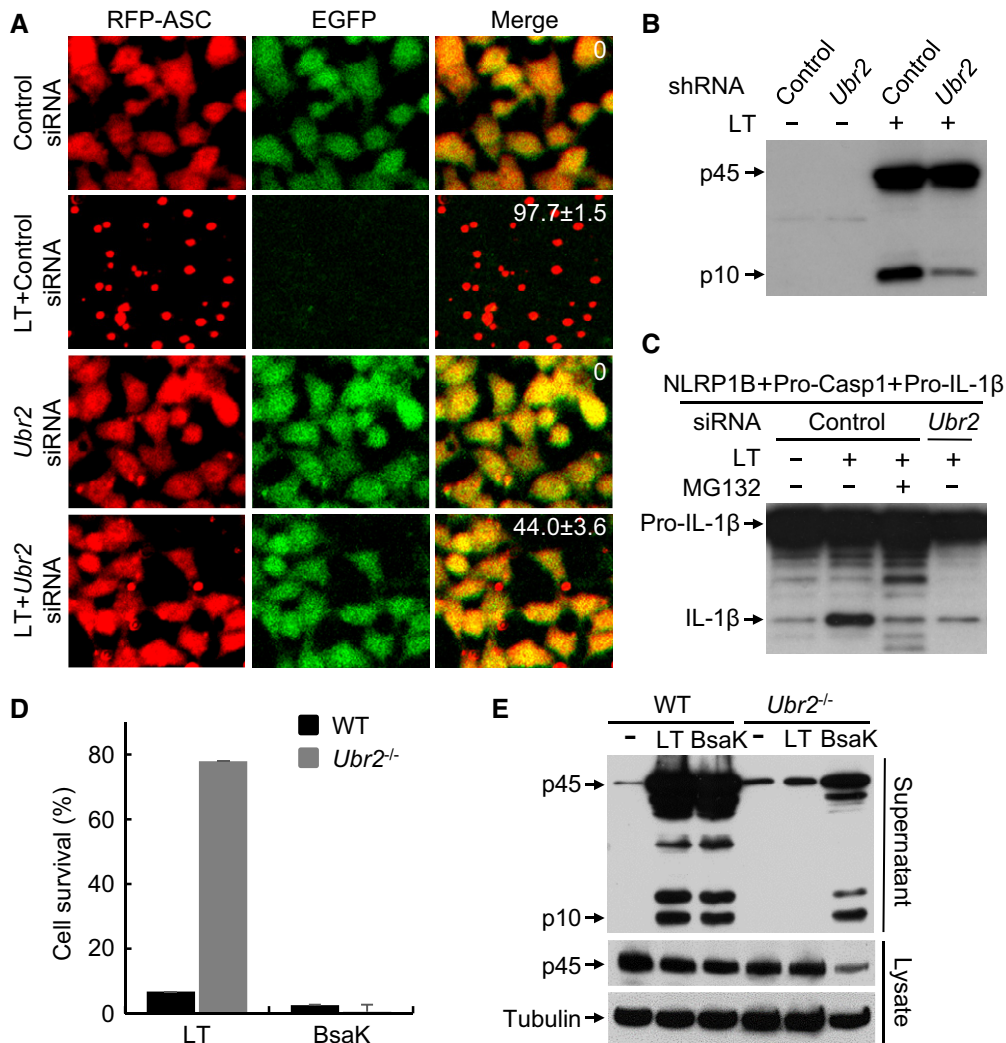 A
RFP-ASC EGFP Merge
Control
siRNA
0
LT+Control
siRNA
97.7±1.5
Ubr2
siRNA
0
LT+Ubr2
siRNA
44.0±3.6
B
shRNA Control Ubr2 Control Ubr2
LT – – + +
p45
p10
C
NLRP1B+Pro-Casp1+Pro-IL-1β
siRNA Control Ubr2
LT – + + +
MG132 – – + –
Pro-IL-1β
IL-1β
D
WT
Ubr2-/-
Cell survival (%)
80
60
40
20
0
LT BsaK
E
WT Ubr2-/-
– LT BsaK – LT BsaK
p45
p10
Supernatant
p45
Tubulin
Lysate